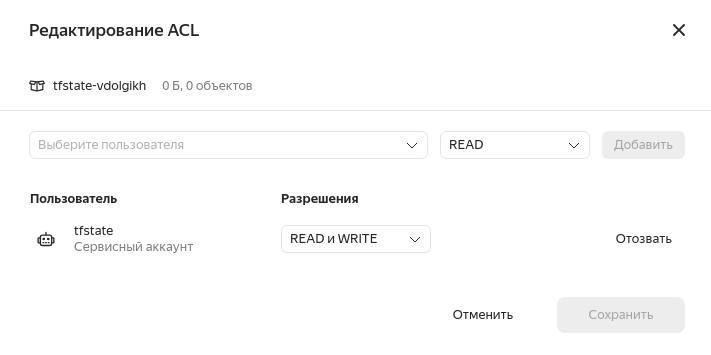 Редактирование ACL
tfstate-vdolgikh 0 Б, 0 объектов
Выберите пользователя READ Добавить
Пользователь Разрешения
tfstate
Сервисный аккаунт
READ и WRITE Отозвать
Отменить Сохранить